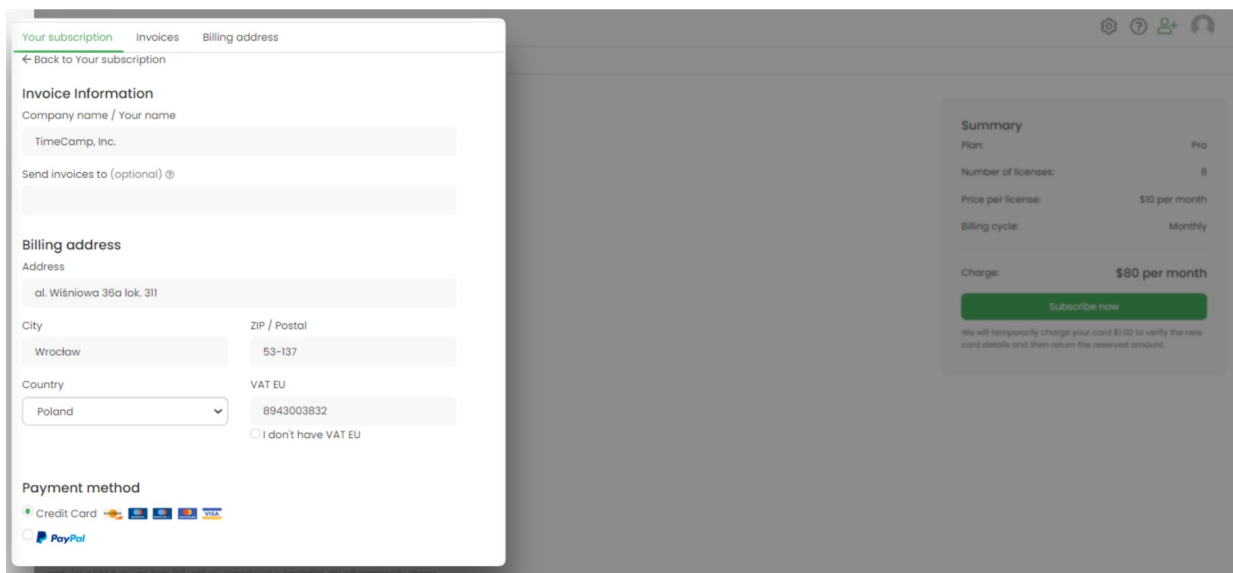 Your subscription Invoices Billing address
← Back to Your subscription
Invoice Information
Company name / Your name
TimeCamp, Inc.
Send invoices to (optional)
Billing address
Address
al. Wiśniowa 36a lok. 311
City ZIP / Postal
Wrocław 53-137
Country VAT EU
Poland 8943003832
I don't have VAT EU
Payment method
Credit Card VISA
PayPal
Summary
Plan: Pro
Number of licenses: 8
Price per license: $10 per month
Billing cycle: Monthly
Charge: $80 per month
Subscribe now
We will temporarily charge your card $1.00 to verify the new
card details and then return the reserved amount.